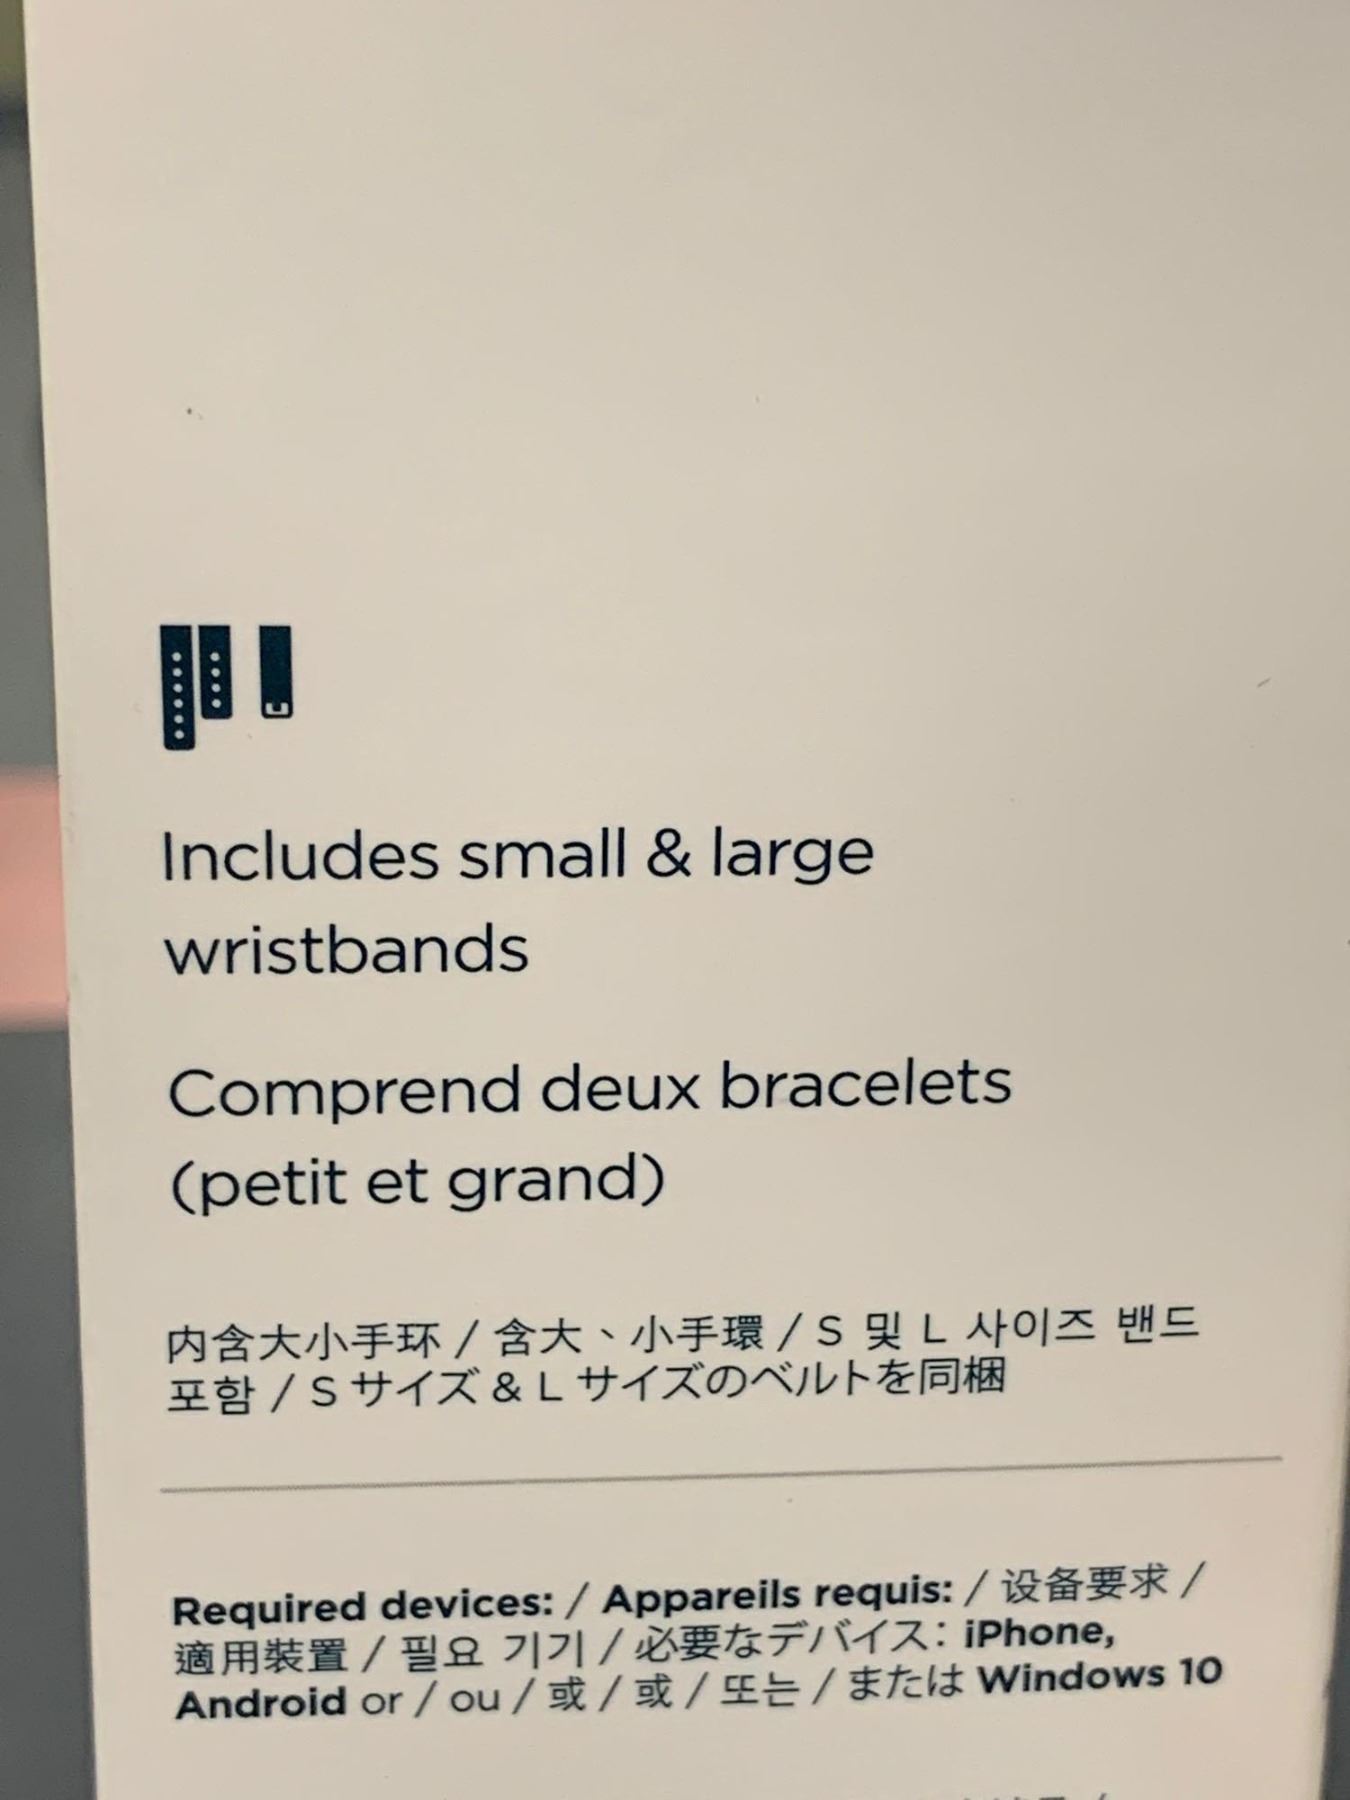 Includes small & large
wristbands
Comprend deux bracelets
(petit et grand)
内含大小手环 / 含大、小手環 / S 및 L 사이즈 밴드
포함 / S サイズ & L サイズのベルトを同梱
Required devices: / Appareils requis: / 设备要求 /
適用裝置 / 필요 기기 / 必要なデバイス: iPhone,
Android or / ou / 或 / 或 / 또는 / または Windows 10